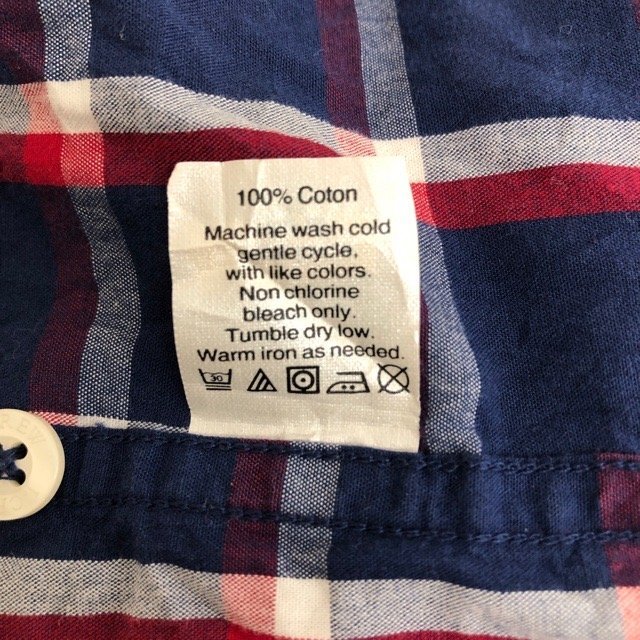 100% Coton
Machine wash cold
gentle cycle,
with like colors.
Non chlorine
bleach only.
Tumble dry low.
Warm iron as needed.
30